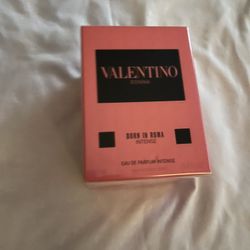 VALENTINO
DONNA
BORN IN ROMA
INTENSE
EAU DE PARFUM INTENSE